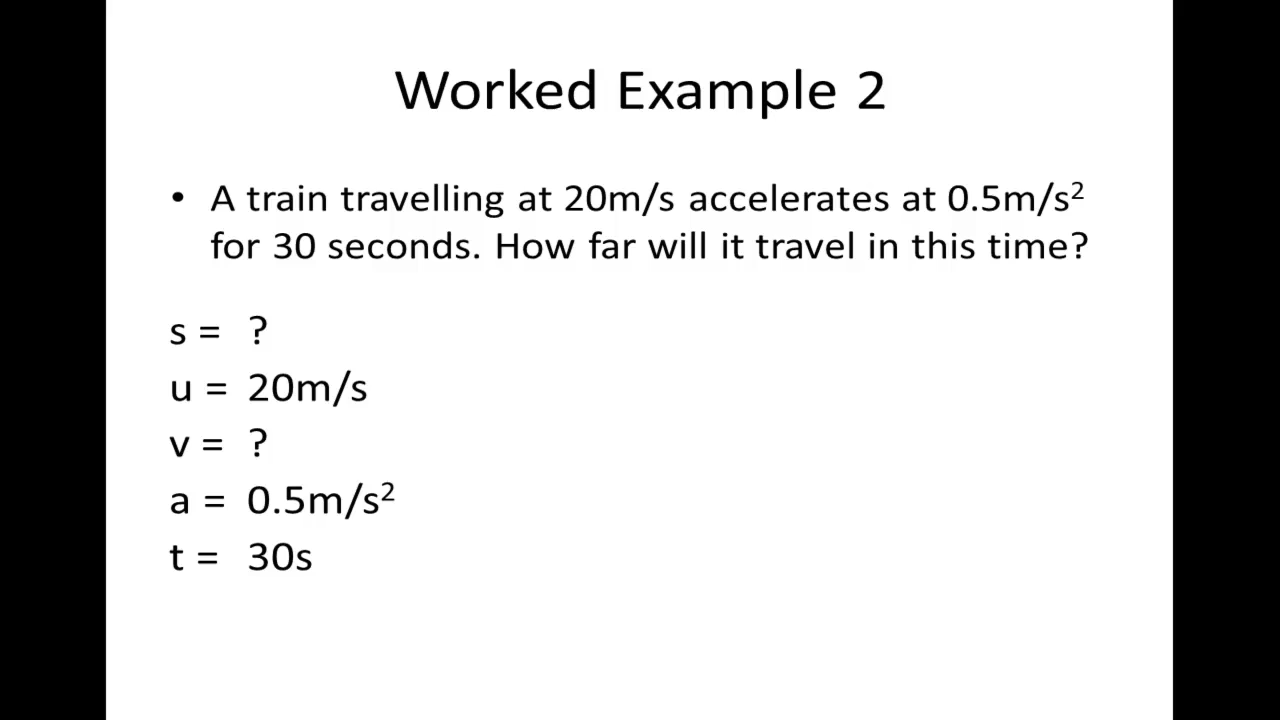 Worked Example 2
• A train travelling at 20m/s accelerates at 0.5m/s²
for 30 seconds. How far will it travel in this time?
s = ?
u = 20m/s
v = ?
a = 0.5m/s²
t = 30s